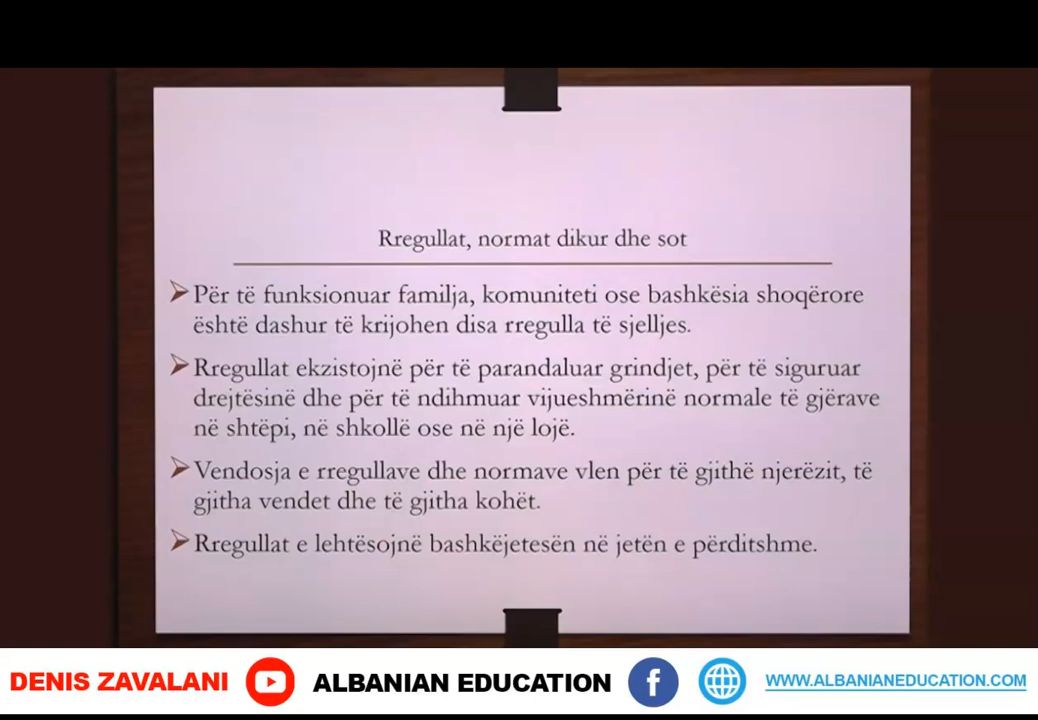 Rregullat, normat dikur dhe sot
Për të funksionuar familja, komuniteti ose bashkësia shoqërore
është dashur të krijohen disa rregulla të sjelljes.
Rregullat ekzistojnë për të parandaluar grindjet, për të siguruar
drejtësinë dhe për të ndihmuar vijueshmërinë normale të gjërave
në shtëpi, në shkollë ose në një lojë.
Vendosja e rregullave dhe normave vlen për të gjithë njerëzit, të
gjitha vendet dhe të gjitha kohët.
Rregullat e lehtësojnë bashkëjetesën në jetën e përditshme.
DENIS ZAVALANI ALBANIAN EDUCATION WWW.ALBANIANEDUCATION.COM